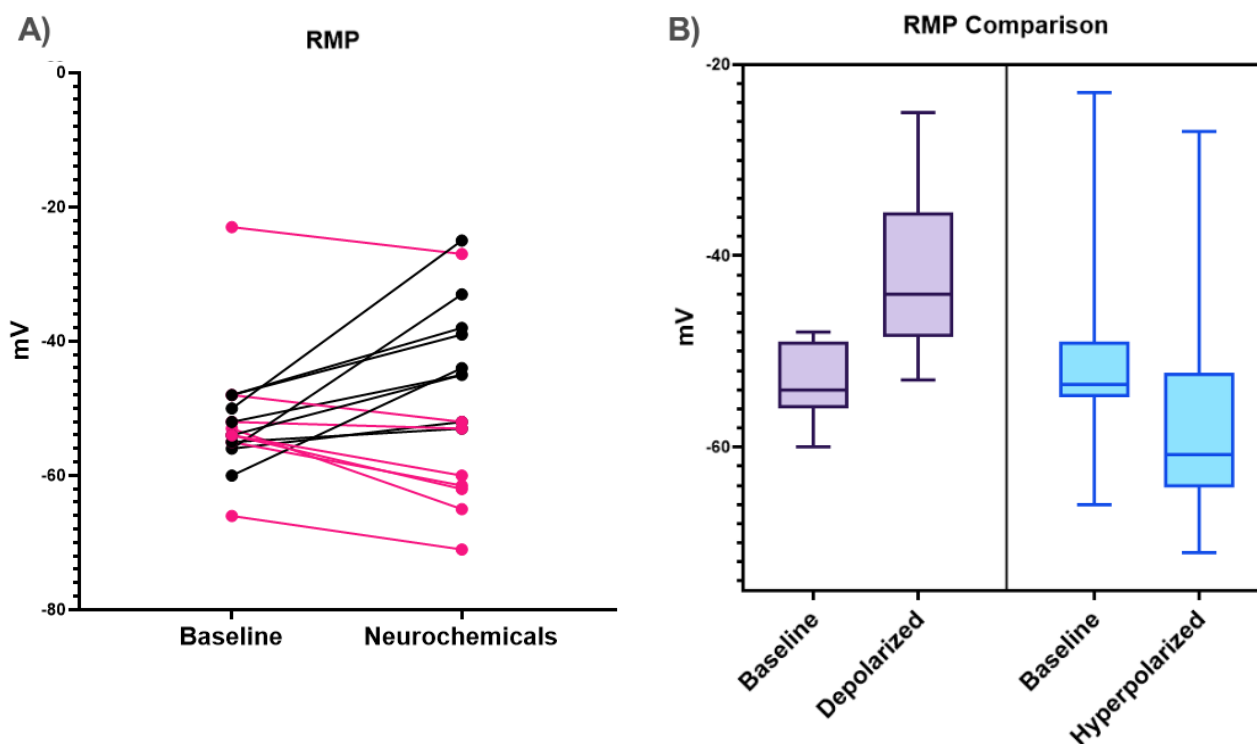 A)
RMP
0
-20
-40
-60
-80
mV
Baseline
Neurochemicals
B)
RMP Comparison
-20
-40
-60
mV
Baseline
Depolarized
Baseline
Hyperpolarized